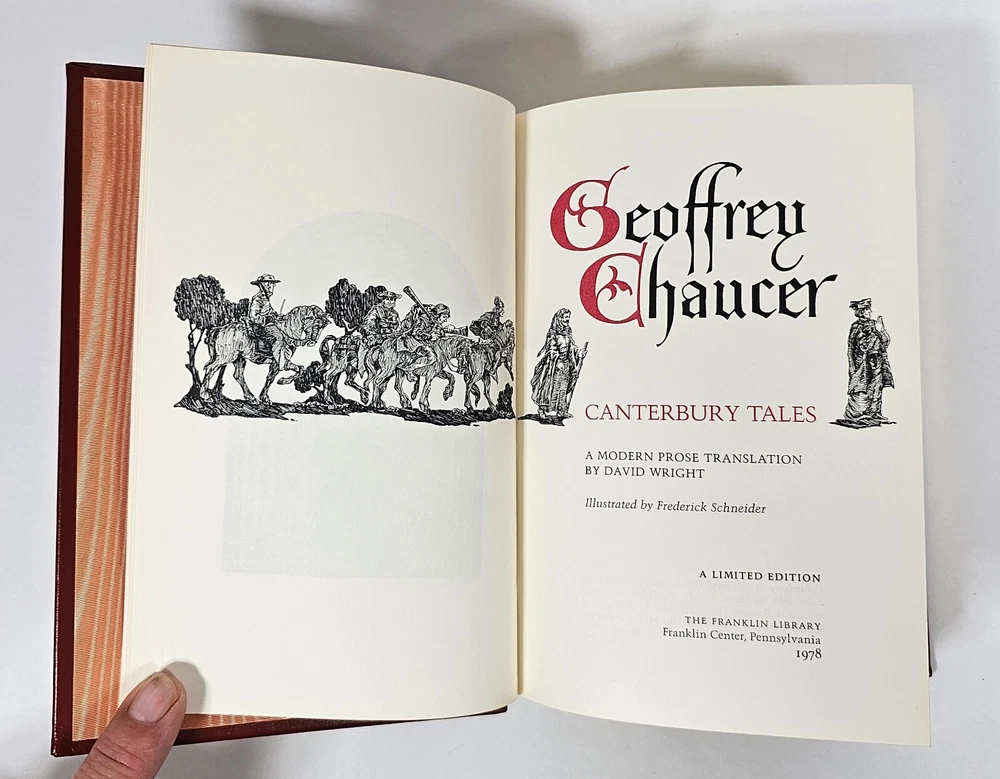 Geoffrey
Chaucer
CANTERBURY TALES
A MODERN PROSE TRANSLATION
BY DAVID WRIGHT
Illustrated by Frederick Schneider
A LIMITED EDITION
THE FRANKLIN LIBRARY
Franklin Center, Pennsylvania
1978